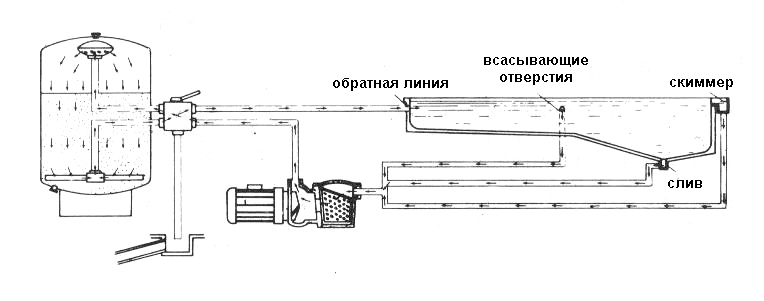 обратная линия
всасывающие
отверстия
скиммер
слив